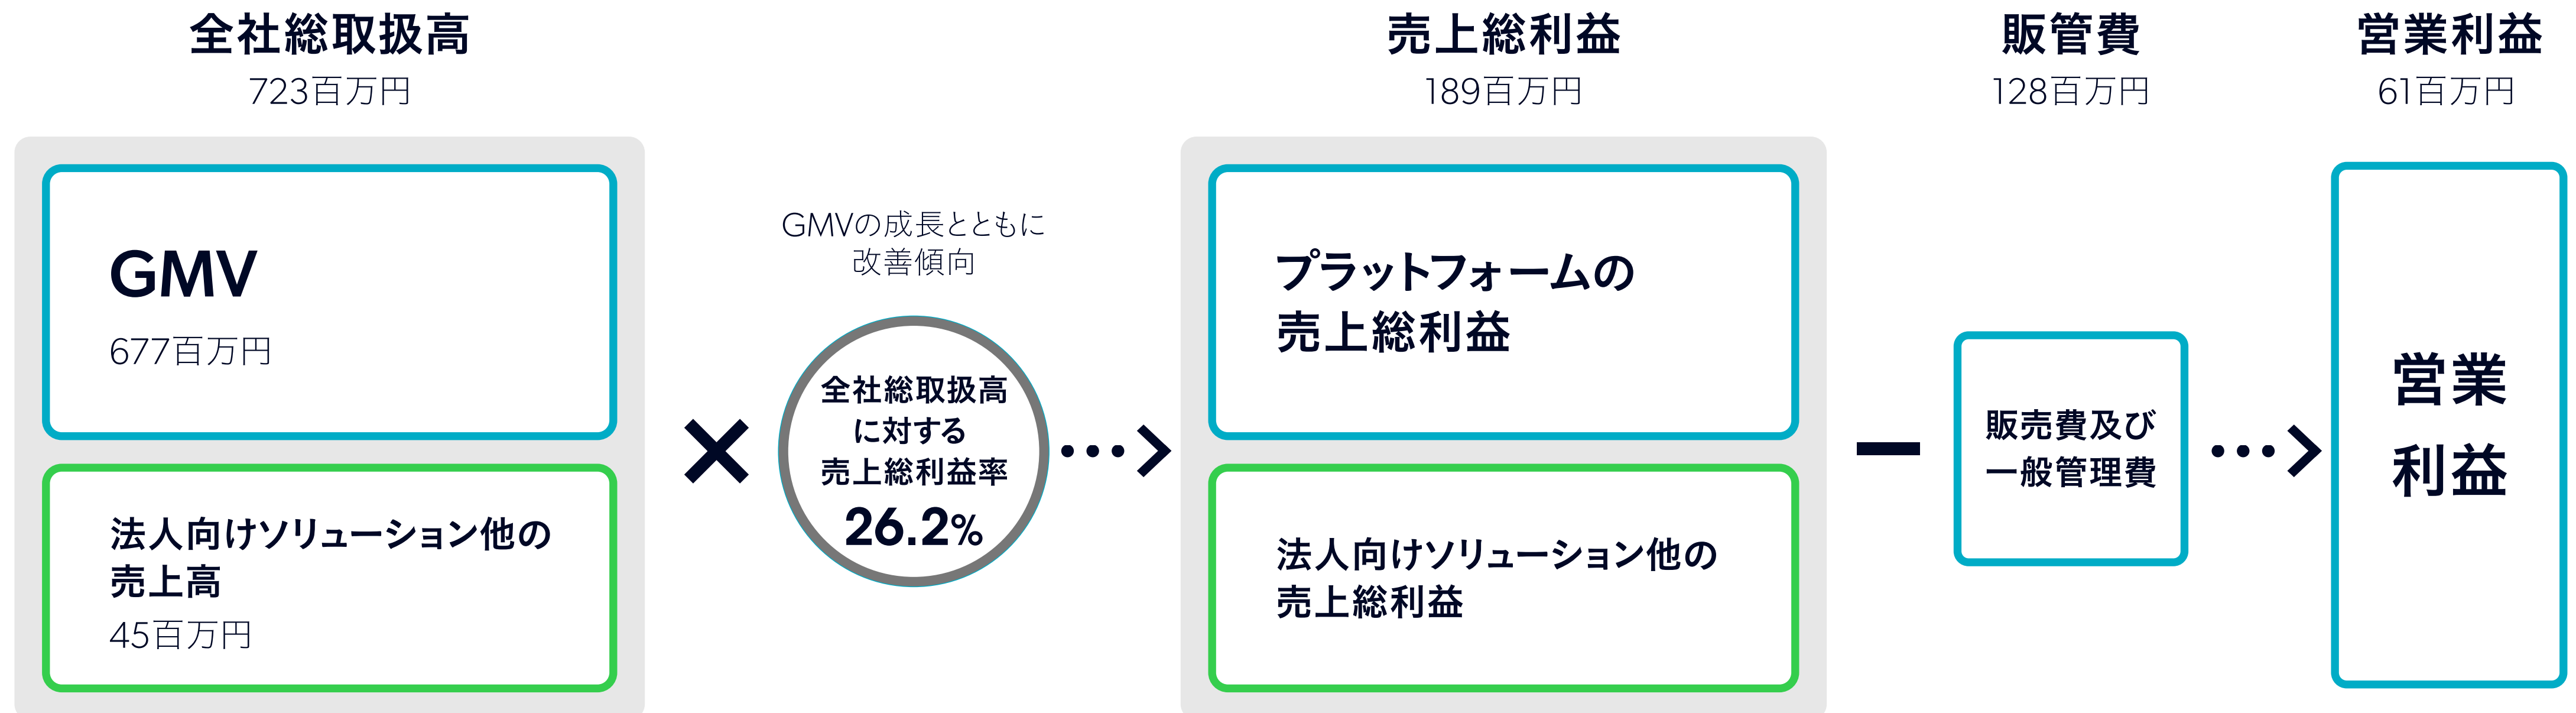 全社総取扱高
723百万円
GMV
677百万円
法人向けソリューション他の
売上高
45百万円
GMVの成長とともに
改善傾向
全社総取扱高
に対する
売上総利益率
26.2%
売上総利益
189百万円
プラットフォームの
売上総利益
法人向けソリューション他の
売上総利益
販管費
128百万円
販売費及び
一般管理費
営業利益
61百万円
営業
利益